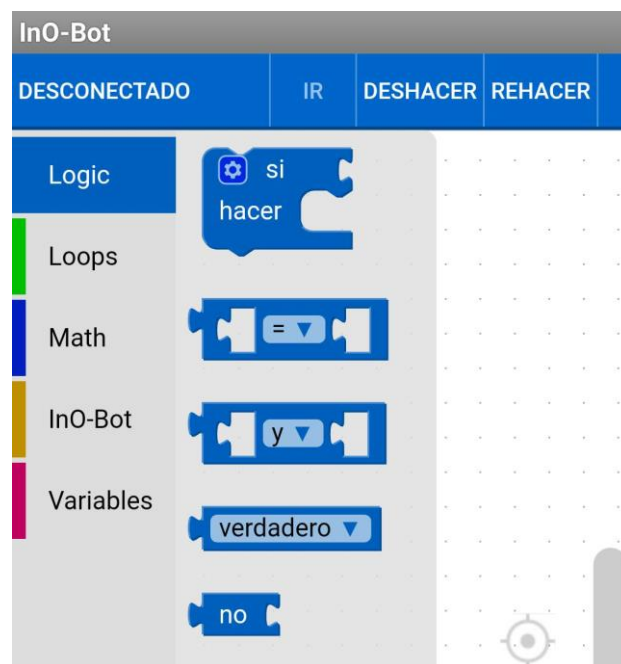 InO-Bot
DESCONECTADO IR DESHACER REHACER
Logic
Loops
Math
InO-Bot
Variables
si
hacer
=
y
verdadero
no